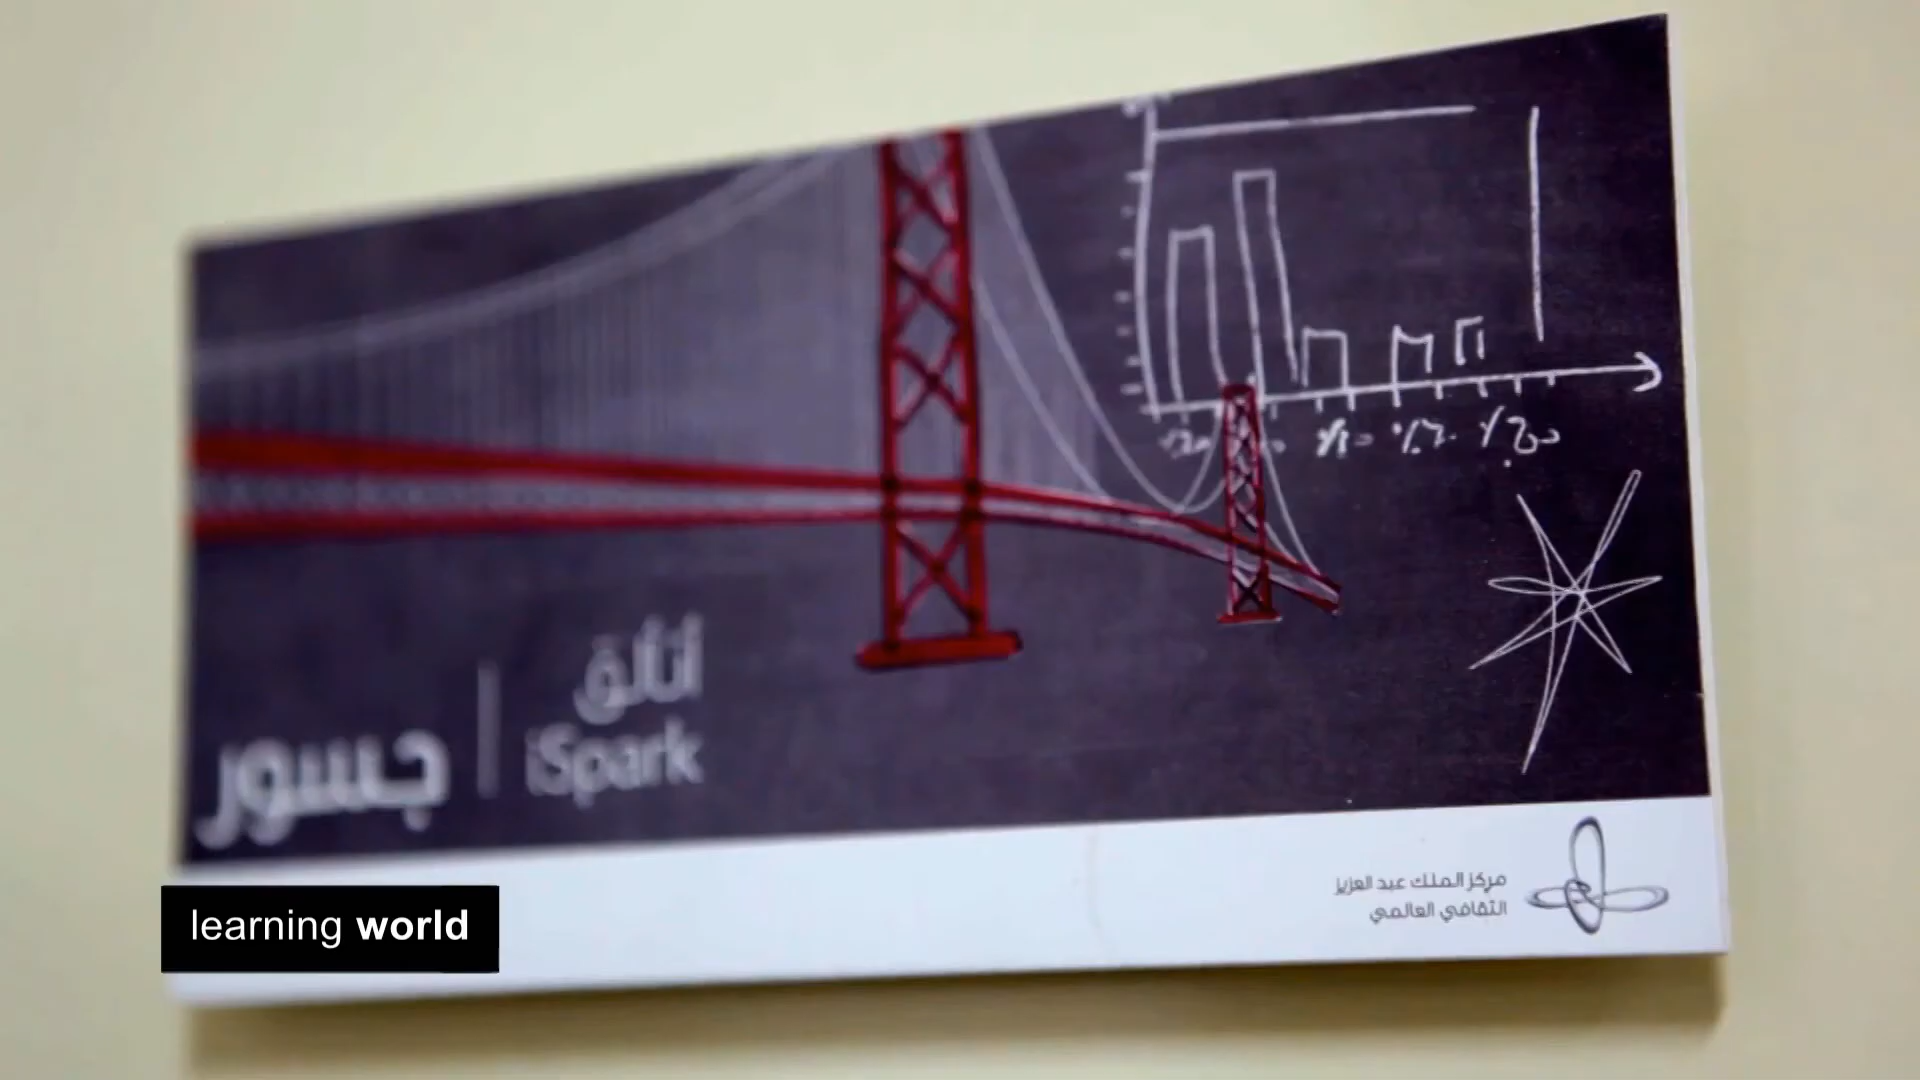 أتألق
iSpark
جسور
مركز الملك عبد العزيز
الثقافي العالمي
learning world